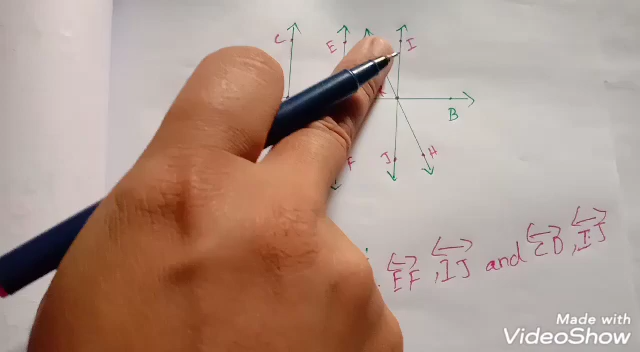 C E I
K
B
F J H
EF, IJ and CD, IJ
Made with
VideoShow